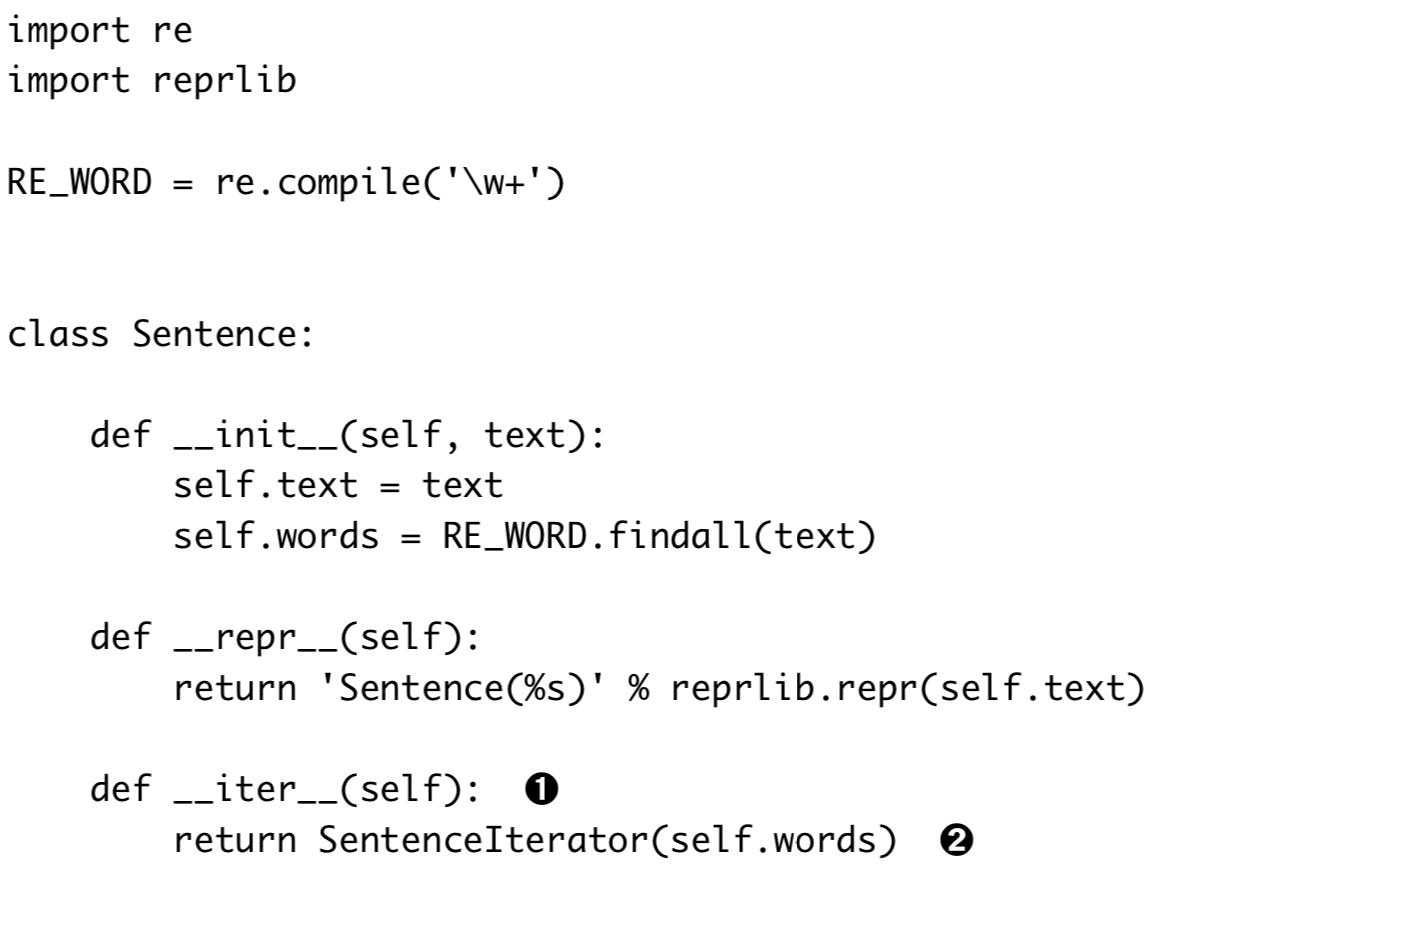 import re
import reprlib
RE_WORD = re.compile('\w+')
class Sentence:
    def __init__(self, text):
        self.text = text
        self.words = RE_WORD.findall(text)
    def __repr__(self):
        return 'Sentence(%s)' % reprlib.repr(self.text)
    def __iter__(self):  ❶
        return SentenceIterator(self.words)  ❷